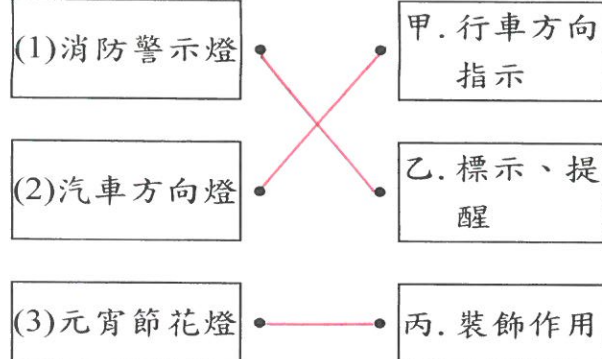 (1)消防警示燈
甲.行車方向
指示
(2)汽車方向燈
乙.標示、提
醒
(3)元宵節花燈
丙.裝飾作用